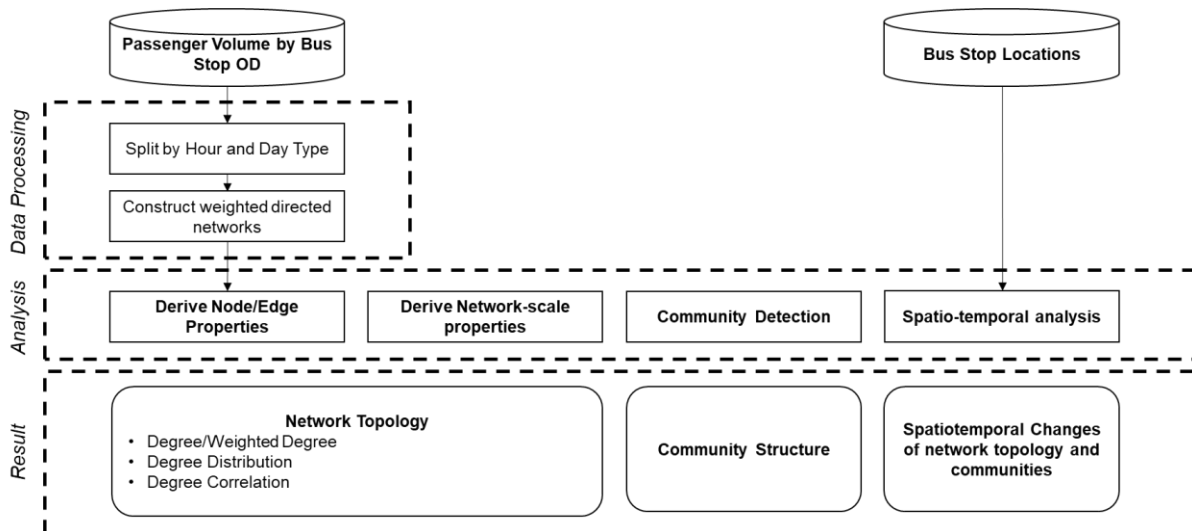 Passenger Volume by Bus
Stop OD
Bus Stop Locations
Data Processing
Split by Hour and Day Type
Construct weighted directed
networks
Analysis
Derive Node/Edge
Properties
Derive Network-scale
properties
Community Detection
Spatio-temporal analysis
Result
Network Topology
• Degree/Weighted Degree
• Degree Distribution
• Degree Correlation
Community Structure
Spatiotemporal Changes
of network topology and
communities